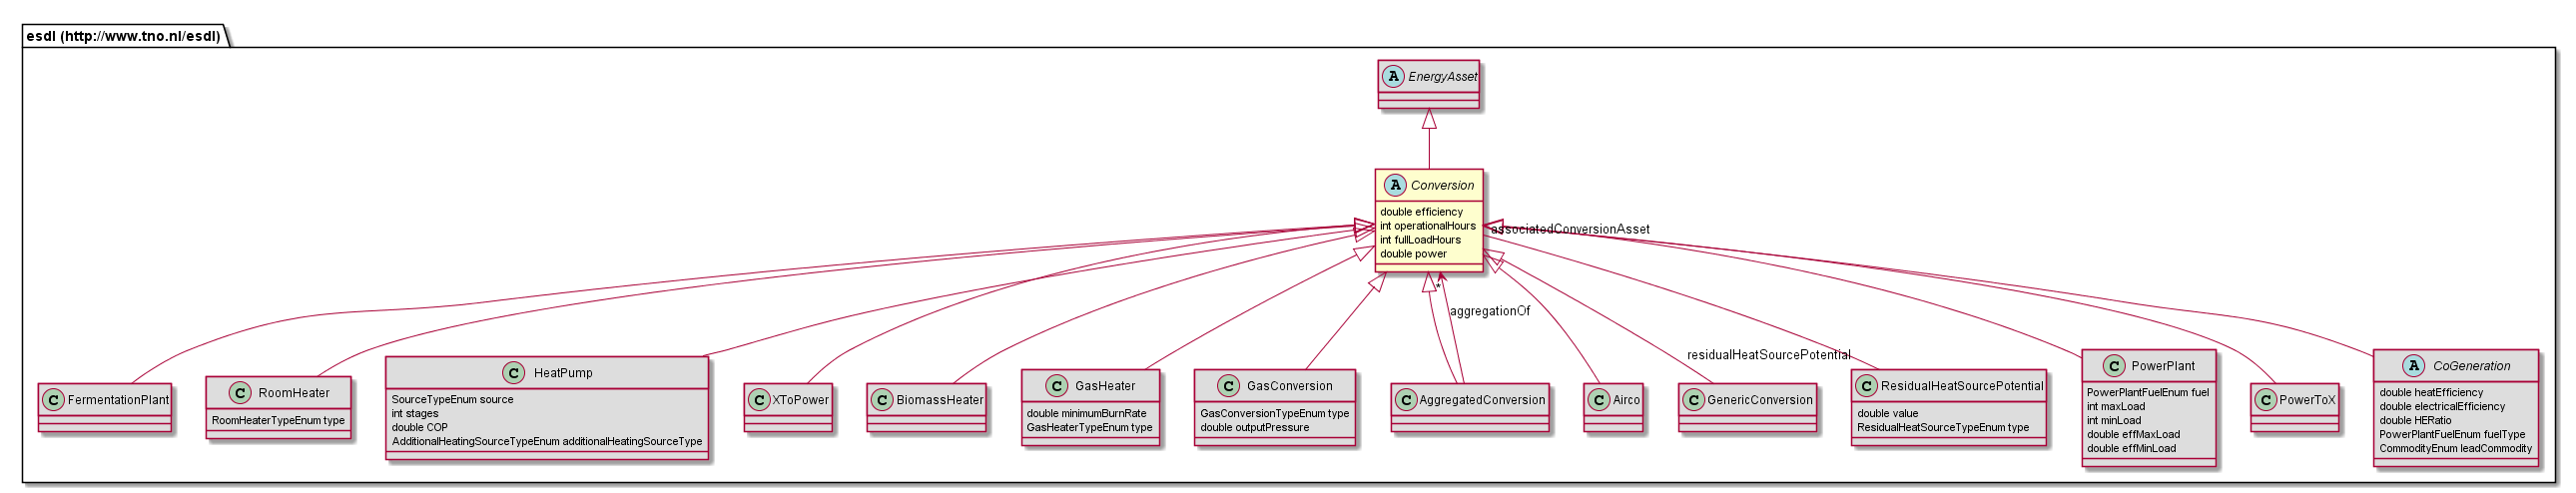 esdl (http://www.tno.nl/esdl)
A EnergyAsset
A Conversion
double efficiency
int operationalHours
int fullLoadHours
double power
associatedConversionAsset
*
aggregationOf
residualHeatSourcePotential
C FermentationPlant
C RoomHeater
RoomHeaterTypeEnum type
C HeatPump
SourceTypeEnum source
int stages
double COP
AdditionalHeatingSourceTypeEnum additionalHeatingSourceType
C XToPower
C BiomassHeater
C GasHeater
double minimumBurnRate
GasHeaterTypeEnum type
C GasConversion
GasConversionTypeEnum type
double outputPressure
C AggregatedConversion
C Airco
C GenericConversion
C ResidualHeatSourcePotential
double value
ResidualHeatSourceTypeEnum type
C PowerPlant
PowerPlantFuelEnum fuel
int maxLoad
int minLoad
double effMaxLoad
double effMinLoad
C PowerToX
A CoGeneration
double heatEfficiency
double electricalEfficiency
double HERatio
PowerPlantFuelEnum fuelType
CommodityEnum leadCommodity